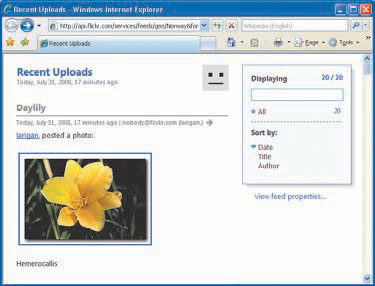 Recent Uploads - Windows Internet Explorer
http://api.flickr.com/services/feeds/geo/Norway&for
Wikipedia (English)
Recent Uploads
Page
Tools
Recent Uploads
Today, July 31, 2008, 17 minutes ago
Daylily
Today, July 31, 2008, 17 minutes ago | nobody@flickr.com (larigan.)
larigan. posted a photo:
Hemerocallis
Displaying 20 / 20
All 20
Sort by:
Date
Title
Author
View feed properties...